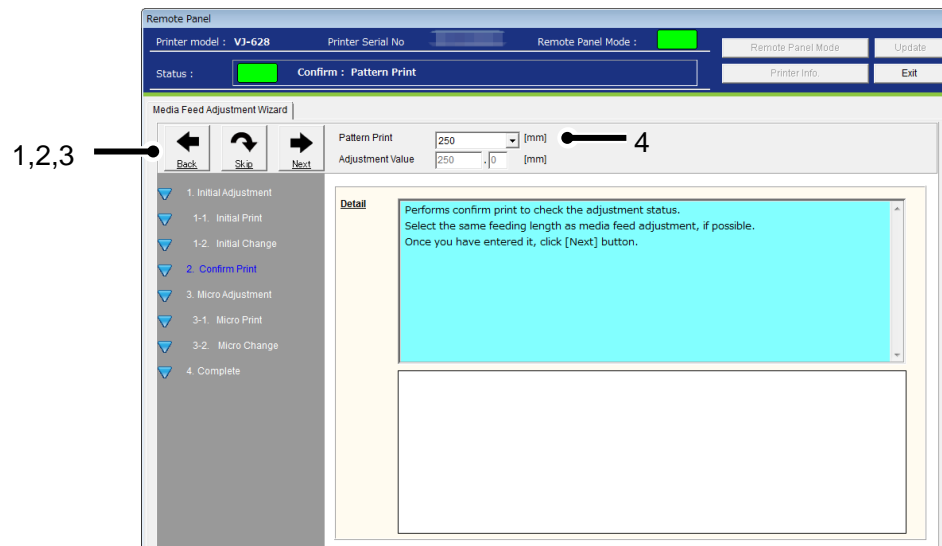 Remote Panel
Printer model : VJ-628 Printer Serial No Remote Panel Mode : Remote Panel Mode Update
Status : Confirm : Pattern Print Printer Info. Exit
Media Feed Adjustment Wizard
1,2,3
Back Skip Next
Pattern Print 250 [mm] 4
Adjustment Value 250 . 0 [mm]
1. Initial Adjustment
1-1. Initial Print
1-2. Initial Change
2. Confirm Print
3. Micro Adjustment
3-1. Micro Print
3-2. Micro Change
4. Complete
Detail
Performs confirm print to check the adjustment status.
Select the same feeding length as media feed adjustment, if possible.
Once you have entered it, click [Next] button.